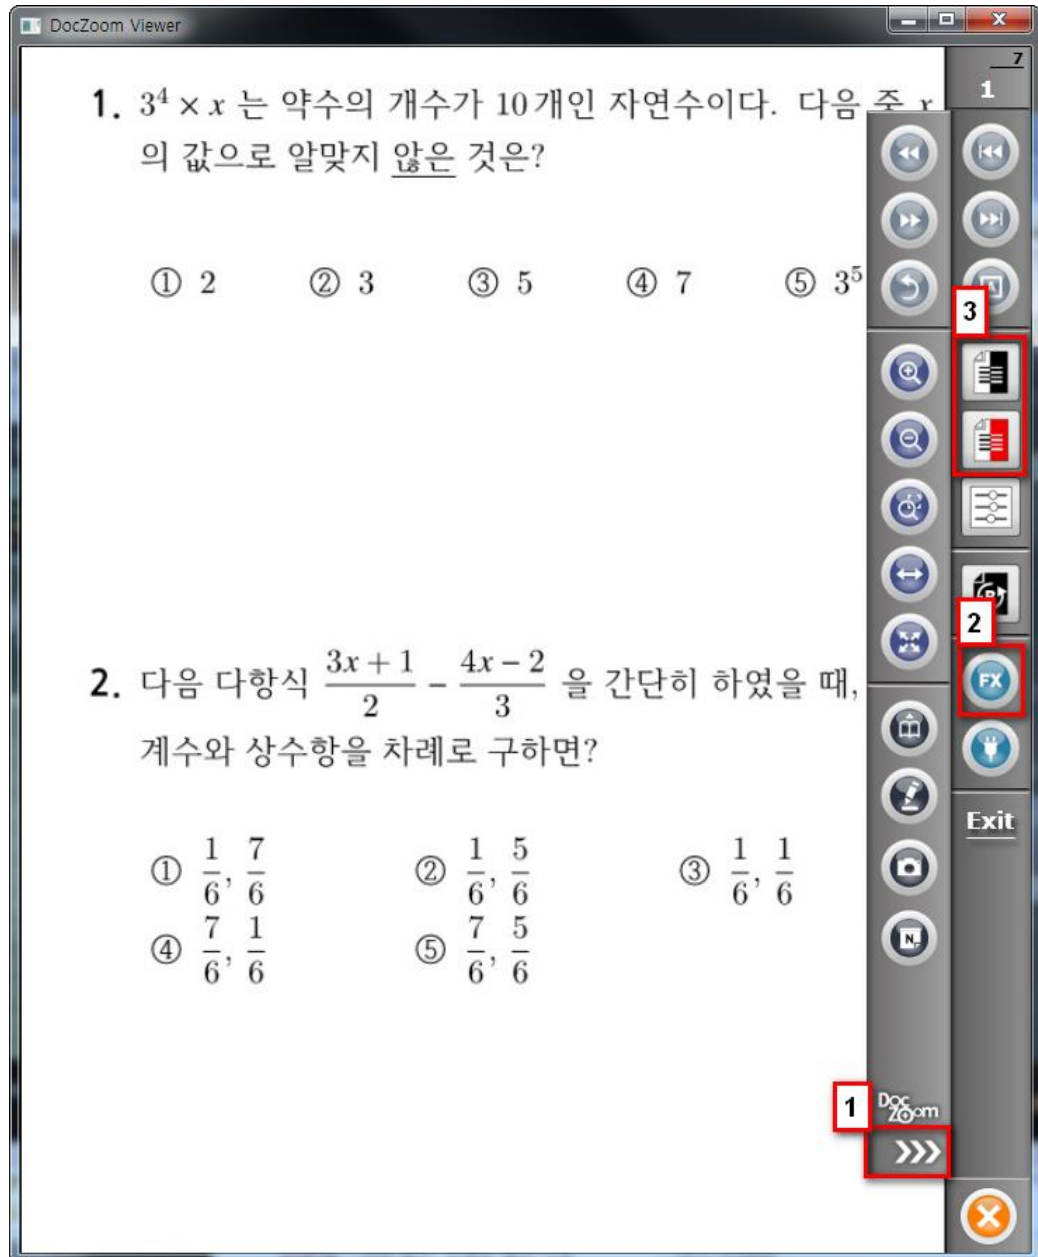 DocZoom Viewer
7
1
1. 3⁴ × x 는 약수의 개수가 10개인 자연수이다. 다음 중 x
의 값으로 알맞지 않은 것은?
① 2 ② 3 ③ 5 ④ 7 ⑤ 3⁵
3
2
2. 다음 다항식 (3x + 1)/2 − (4x − 2)/3 을 간단히 하였을 때,
계수와 상수항을 차례로 구하면?
FX
Exit
① 1/6, 7/6 ② 1/6, 5/6 ③ 1/6, 1/6
④ 7/6, 1/6 ⑤ 7/6, 5/6
N
1
DocZoom